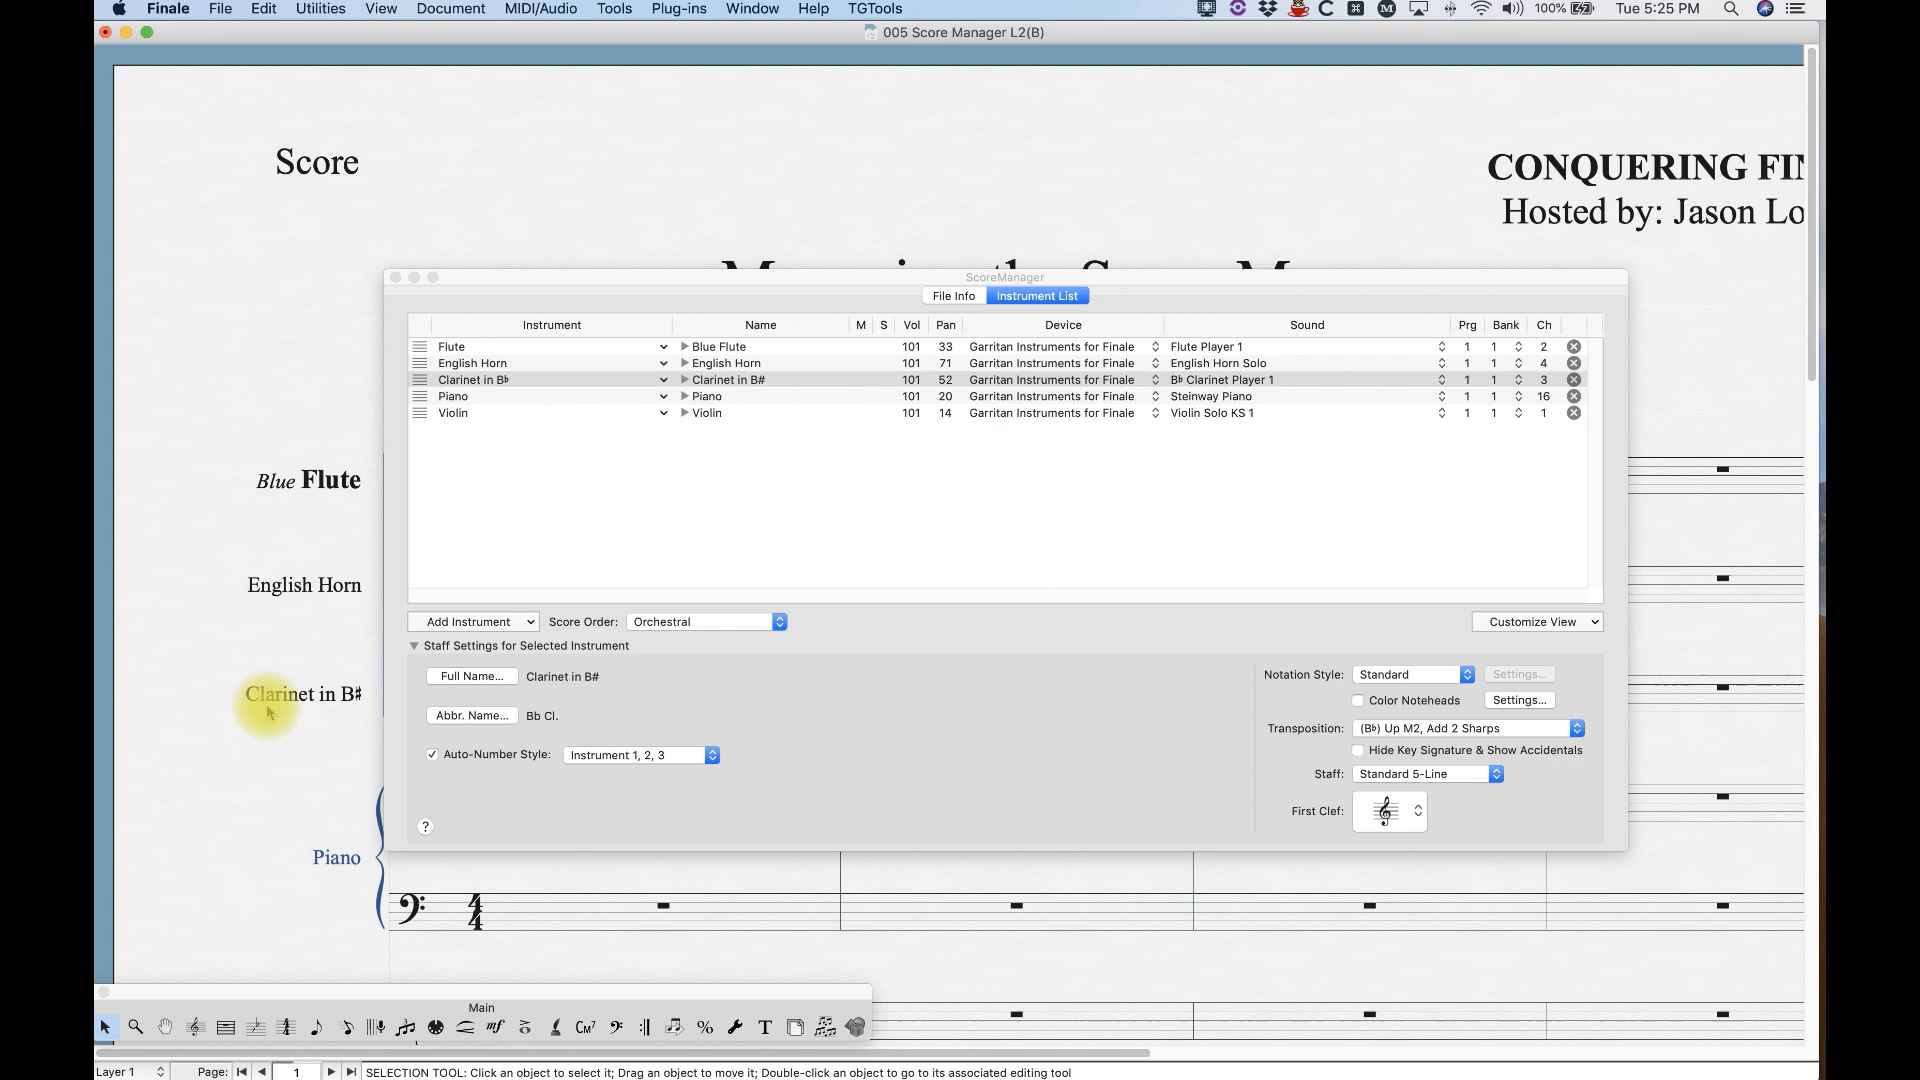 Finale File Edit Utilities View Document MIDI/Audio Tools Plug-ins Window Help TGTools 100% Tue 5:25 PM
005 Score Manager L2(B)
Score
CONQUERING FIN
Hosted by: Jason Lo
ScoreManager
File Info Instrument List
Instrument Name M S Vol Pan Device Sound Prg Bank Ch
Flute Blue Flute 101 33 Garritan Instruments for Finale Flute Player 1 1 1 2
English Horn English Horn 101 71 Garritan Instruments for Finale English Horn Solo 1 1 4
Clarinet in B♭ Clarinet in B# 101 52 Garritan Instruments for Finale B♭ Clarinet Player 1 1 1 3
Piano Piano 101 20 Garritan Instruments for Finale Steinway Piano 1 1 16
Violin Violin 101 14 Garritan Instruments for Finale Violin Solo KS 1 1 1 1
Blue Flute
English Horn
Clarinet in B♯
Piano
Add Instrument Score Order: Orchestral Customize View
Staff Settings for Selected Instrument
Full Name... Clarinet in B#
Abbr. Name... Bb Cl.
Auto-Number Style: Instrument 1, 2, 3
?
Notation Style: Standard Settings...
Color Noteheads Settings...
Transposition: (B♭) Up M2, Add 2 Sharps
Hide Key Signature & Show Accidentals
Staff: Standard 5-Line
First Clef:
Main
CM7 % T
Layer 1 Page: 1 SELECTION TOOL: Click an object to select it; Drag an object to move it; Double-click an object to go to its associated editing tool